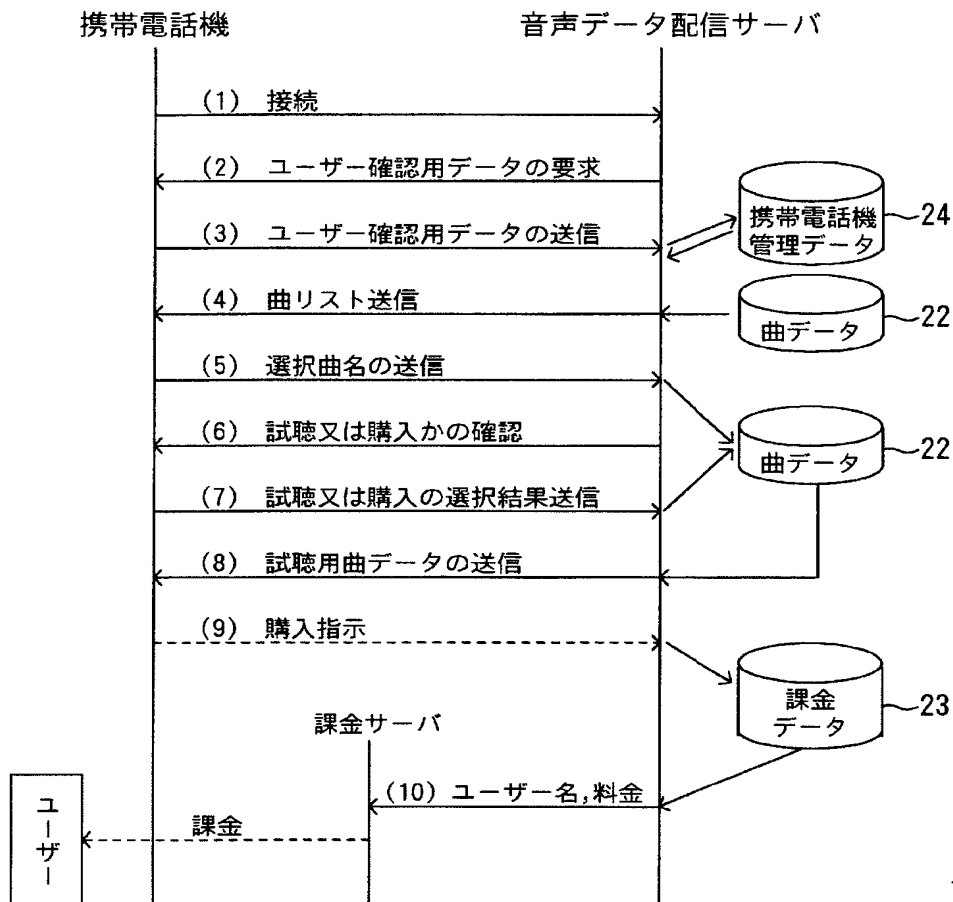 携帯電話機
音声データ配信サーバ
(1) 接続
(2) ユーザー確認用データの要求
(3) ユーザー確認用データの送信
携帯電話機
管理データ
24
(4) 曲リスト送信
曲データ
22
(5) 選択曲名の送信
(6) 試聴又は購入かの確認
曲データ
22
(7) 試聴又は購入の選択結果送信
(8) 試聴用曲データの送信
(9) 購入指示
課金
データ
23
課金サーバ
(10) ユーザー名,料金
課金
ユーザー